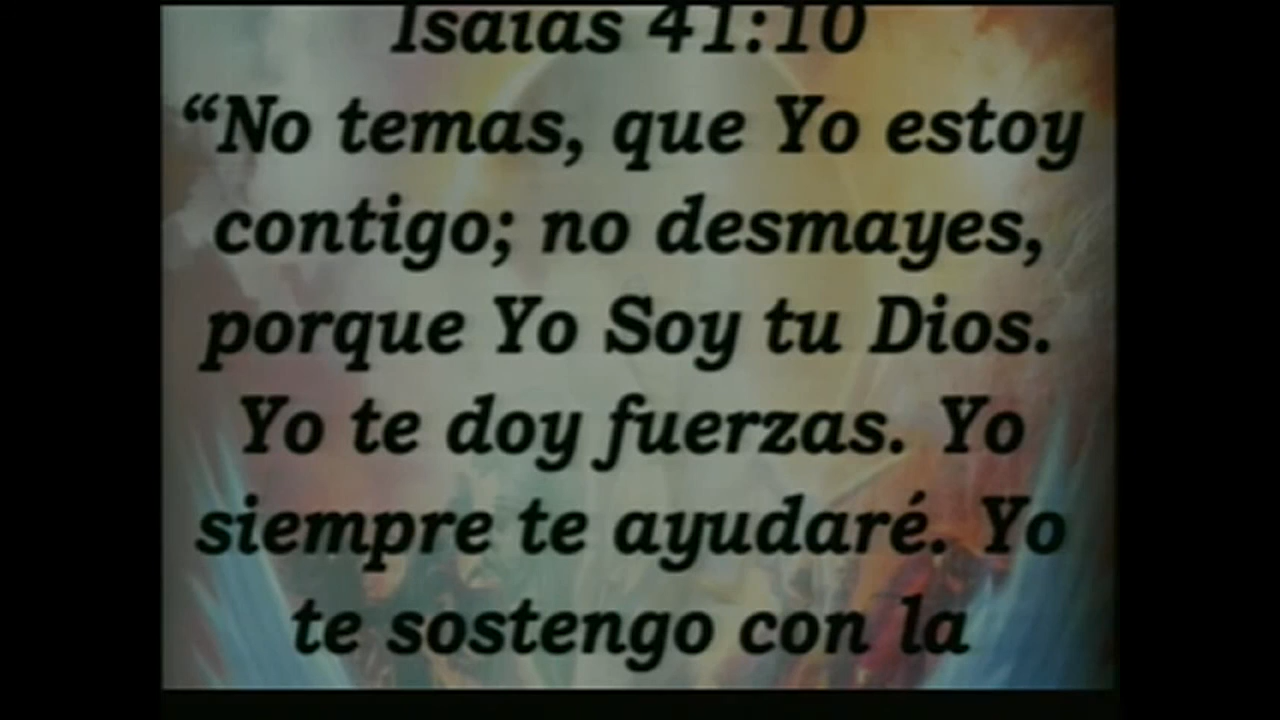 Isaías 41:10
“No temas, que Yo estoy
contigo; no desmayes,
porque Yo Soy tu Dios.
Yo te doy fuerzas. Yo
siempre te ayudaré. Yo
te sostengo con la